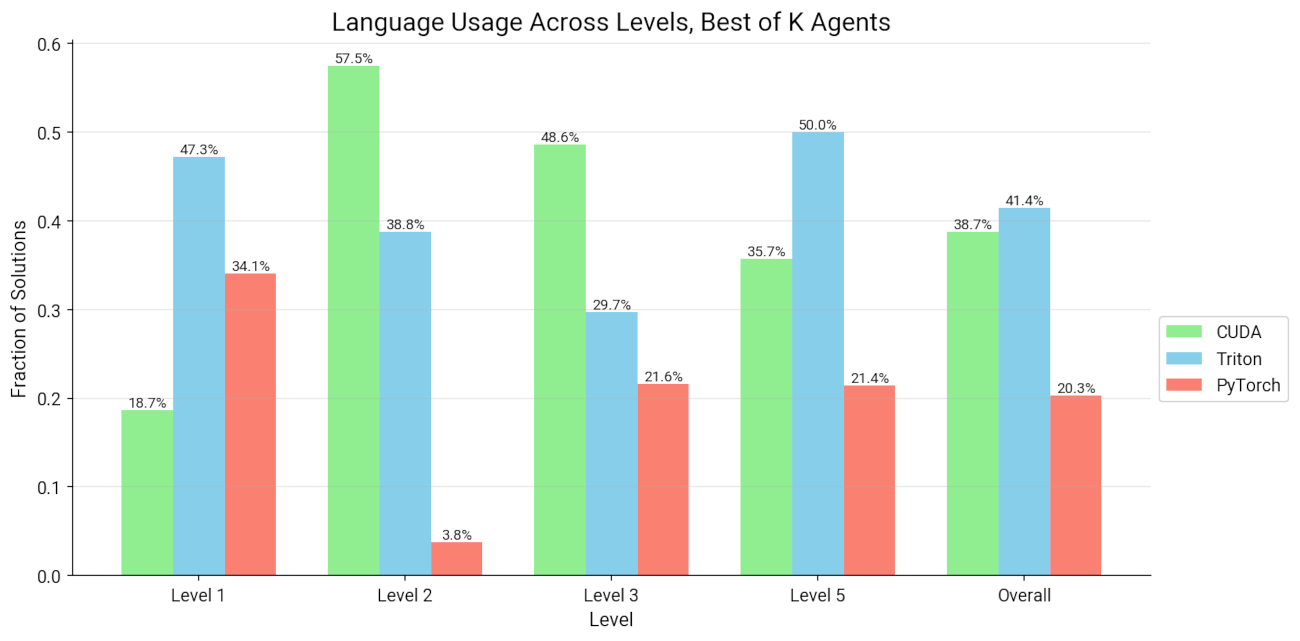 Language Usage Across Levels, Best of K Agents
Fraction of Solutions
0.6
0.5
0.4
0.3
0.2
0.1
0.0
18.7%
47.3%
34.1%
57.5%
38.8%
3.8%
48.6%
29.7%
21.6%
35.7%
50.0%
21.4%
38.7%
41.4%
20.3%
Level 1
Level 2
Level 3
Level 5
Overall
Level
CUDA
Triton
PyTorch